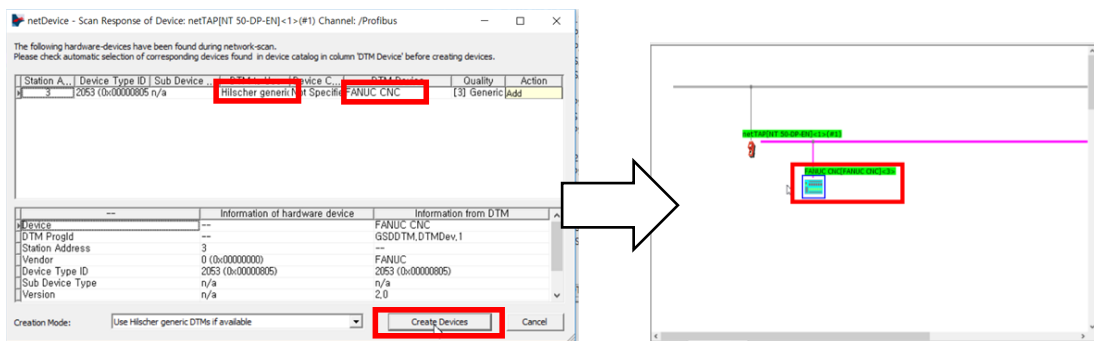 netDevice - Scan Response of Device: netTAP[NT 50-DP-EN]<1>(#1) Channel: /Profibus
The following hardware-devices have been found during network-scan.
Please check automatic selection of corresponding devices found in device catalog in column 'DTM Device' before creating devices.
Station A... Device Type ID Sub Device ... Device C... DTM Device Quality Action
3 2053 (0x00000805 n/a Hilscher generic Not Specifie FANUC CNC [3] Generic Add
-- Information of hardware device Information from DTM
Device -- FANUC CNC
DTM ProgId -- GSDDTM,DTMDev,1
Station Address 3 --
Vendor 0 (0x00000000) FANUC
Device Type ID 2053 (0x00000805) 2053 (0x00000805)
Sub Device Type n/a n/a
Version n/a 2,0
Creation Mode: Use Hilscher generic DTMs if available Create Devices Cancel
netTAP[NT 50-DP-EN]<1>(#1)
FANUC CNC[FANUC CNC]<3>